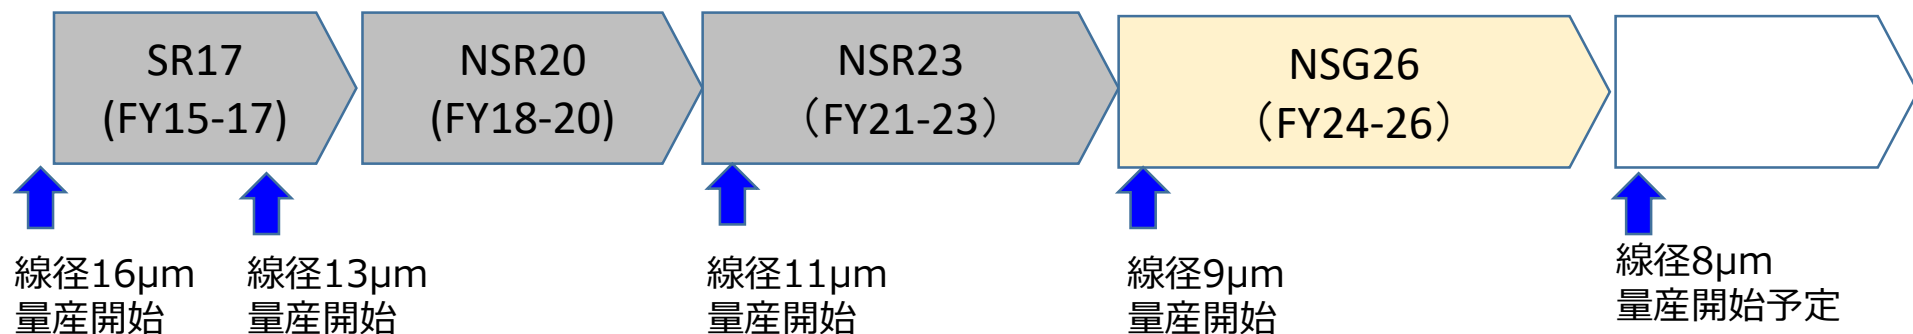 SR17
(FY15-17)
NSR20
(FY18-20)
NSR23
（FY21-23）
NSG26
（FY24-26）
線径16μm
量産開始
線径13μm
量産開始
線径11μm
量産開始
線径9μm
量産開始
線径8μm
量産開始予定